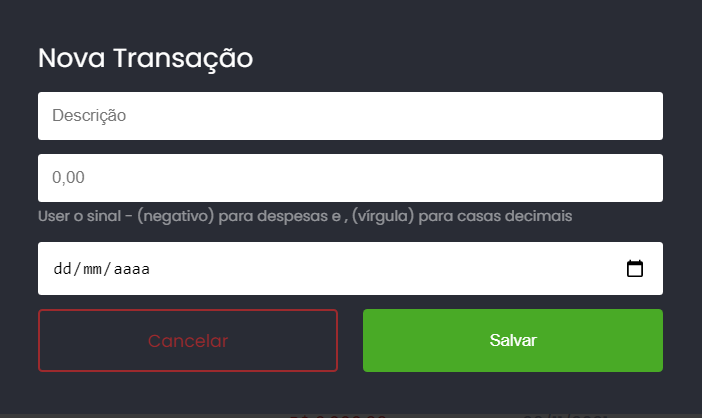 Nova Transação
Descrição
0,00
User o sinal - (negativo) para despesas e , (vírgula) para casas decimais
dd/mm/aaaa
Cancelar
Salvar